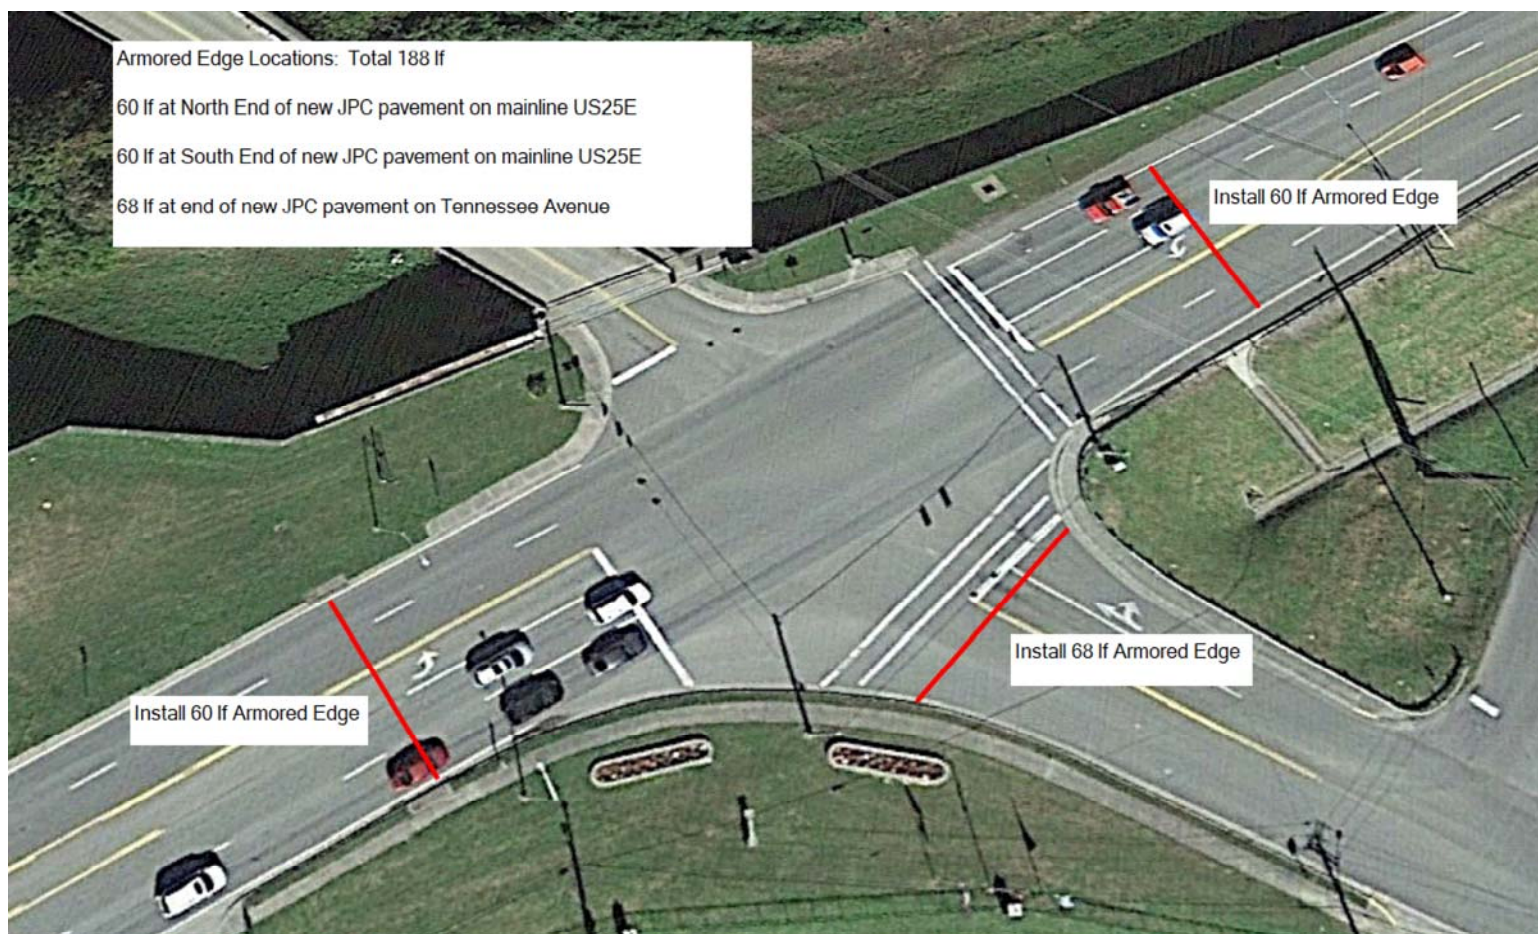 Armored Edge Locations:  Total 188 lf
60 lf at North End of new JPC pavement on mainline US25E
60 lf at South End of new JPC pavement on mainline US25E
68 lf at end of new JPC pavement on Tennessee Avenue
Install 60 lf Armored Edge
Install 68 lf Armored Edge
Install 60 lf Armored Edge